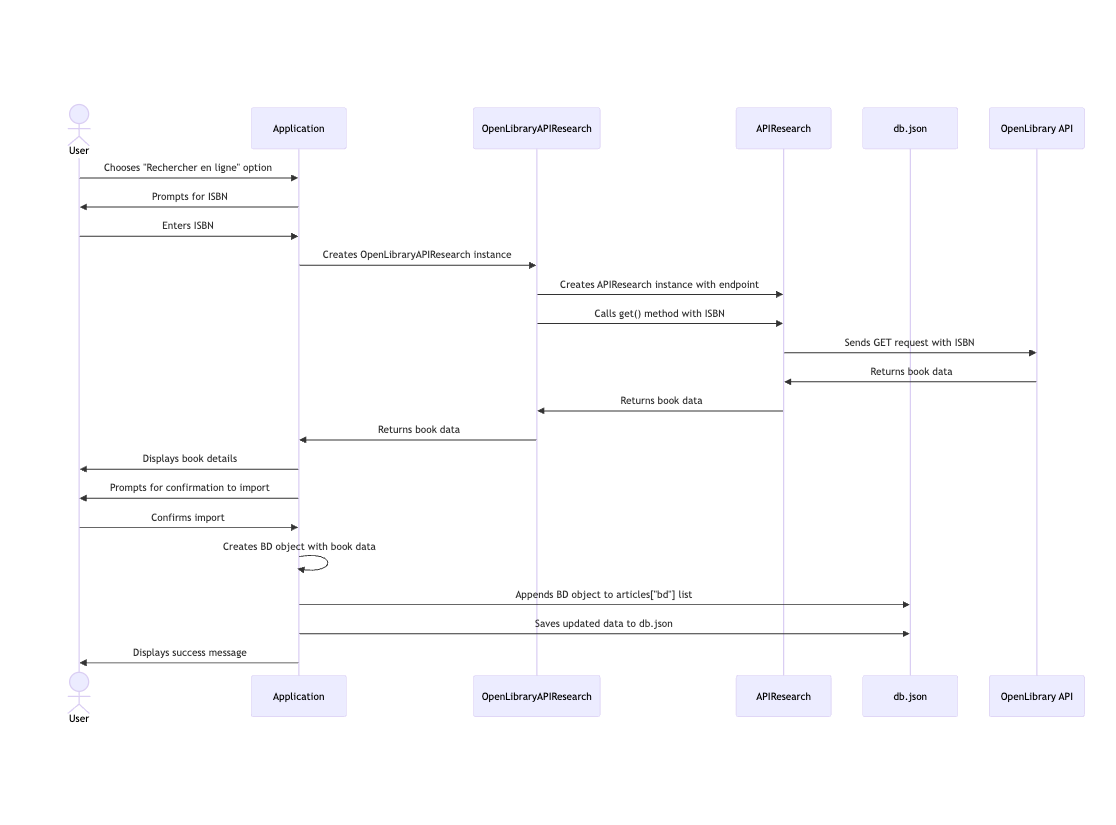 Application
OpenLibraryAPIResearch
APIResearch
db.json
OpenLibrary API
User
Chooses "Rechercher en ligne" option
Prompts for ISBN
Enters ISBN
Creates OpenLibraryAPIResearch instance
Creates APIResearch instance with endpoint
Calls get() method with ISBN
Sends GET request with ISBN
Returns book data
Returns book data
Returns book data
Displays book details
Prompts for confirmation to import
Confirms import
Creates BD object with book data
Appends BD object to articles["bd"] list
Saves updated data to db.json
Displays success message
Application
OpenLibraryAPIResearch
APIResearch
db.json
OpenLibrary API
User